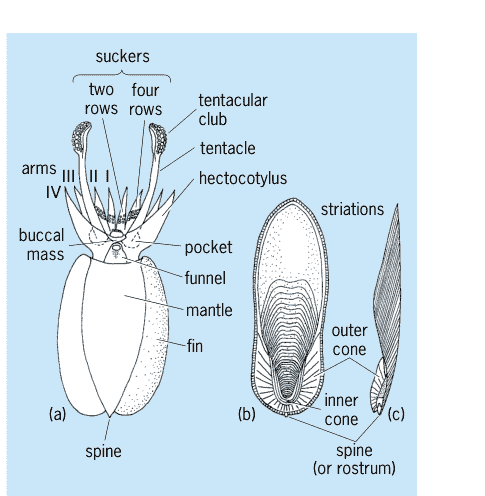 suckers
two four
rows rows
tentacular
club
tentacle
arms III II I
IV
hectocotylus
buccal
mass
pocket
funnel
mantle
fin
(a)
spine
striations
outer
cone
inner
cone
(b)
(c)
spine
(or rostrum)